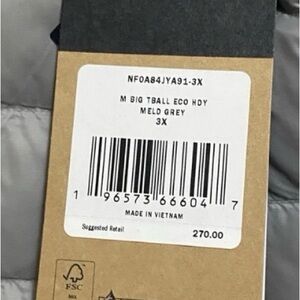 NF0A84JYA91-3X
M BIG TBALL ECO HDY
MELD GREY
3X
1 96573 66604 7
MADE IN VIETNAM
Suggested Retail
270.00
FSC
MIX